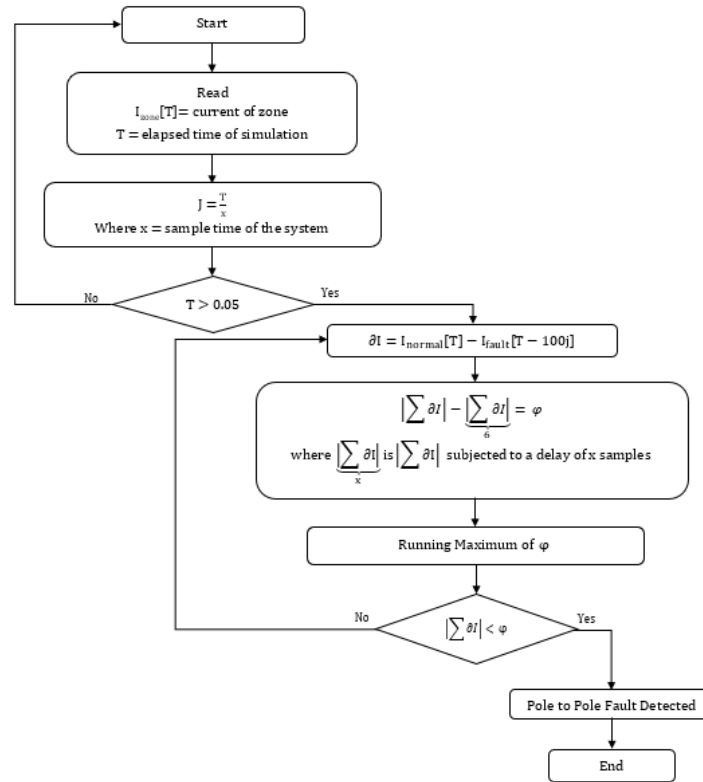 Start
Read
I_zone[T]= current of zone
T = elapsed time of simulation
J = T/x
Where x = sample time of the system
No
T > 0.05
Yes
∂I = I_normal[T] − I_fault[T − 100j]
|∑ ∂I| − |∑ ∂I| = φ
6
where |∑ ∂I| is |∑ ∂I| subjected to a delay of x samples
x
Running Maximum of φ
No
|∑ ∂I| < φ
Yes
Pole to Pole Fault Detected
End